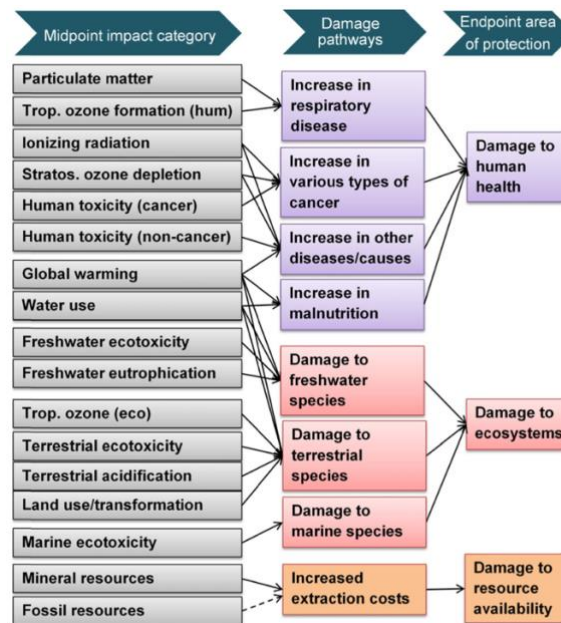 Midpoint impact category
Damage
pathways
Endpoint area
of protection
Particulate matter
Trop. ozone formation (hum)
Ionizing radiation
Stratos. ozone depletion
Human toxicity (cancer)
Human toxicity (non-cancer)
Global warming
Water use
Freshwater ecotoxicity
Freshwater eutrophication
Trop. ozone (eco)
Terrestrial ecotoxicity
Terrestrial acidification
Land use/transformation
Marine ecotoxicity
Mineral resources
Fossil resources
Increase in
respiratory
disease
Increase in
various types of
cancer
Increase in other
diseases/causes
Increase in
malnutrition
Damage to
freshwater
species
Damage to
terrestrial
species
Damage to
marine species
Increased
extraction costs
Damage to
human
health
Damage to
ecosystems
Damage to
resource
availability